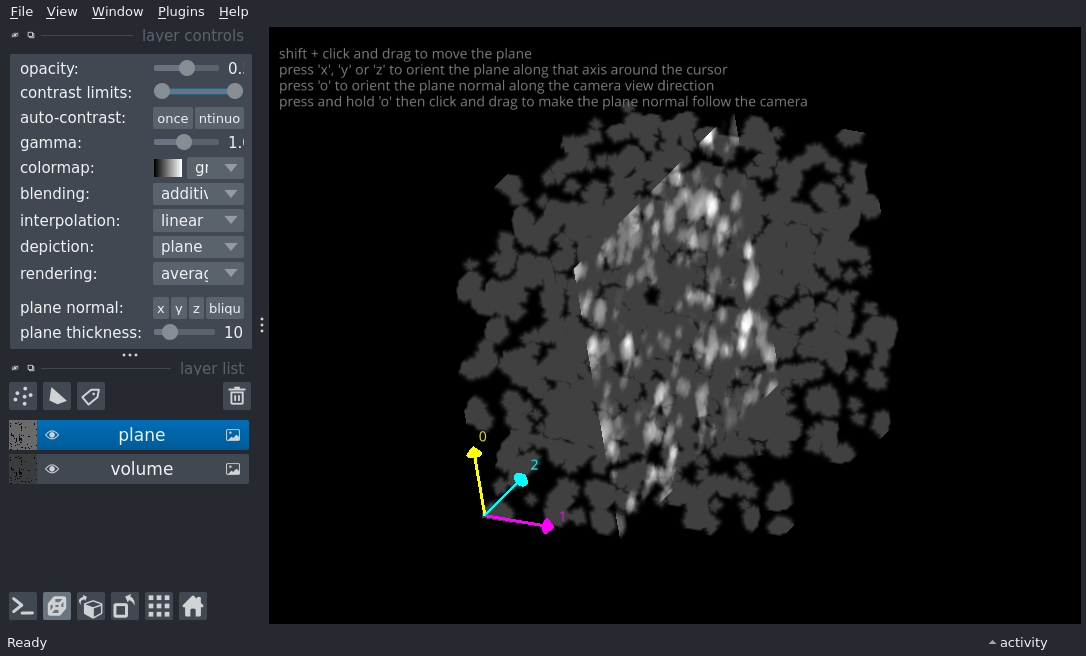 File View Window Plugins Help
layer controls
opacity: 0.
contrast limits:
auto-contrast: once ntinuo
gamma: 1.
colormap: gr
blending: additiv
interpolation: linear
depiction: plane
rendering: averag
plane normal: x y z bliqu
plane thickness: 10
layer list
plane
volume
shift + click and drag to move the plane
press 'x', 'y' or 'z' to orient the plane along that axis around the cursor
press 'o' to orient the plane normal along the camera view direction
press and hold 'o' then click and drag to make the plane normal follow the camera
0
2
1
Ready
activity